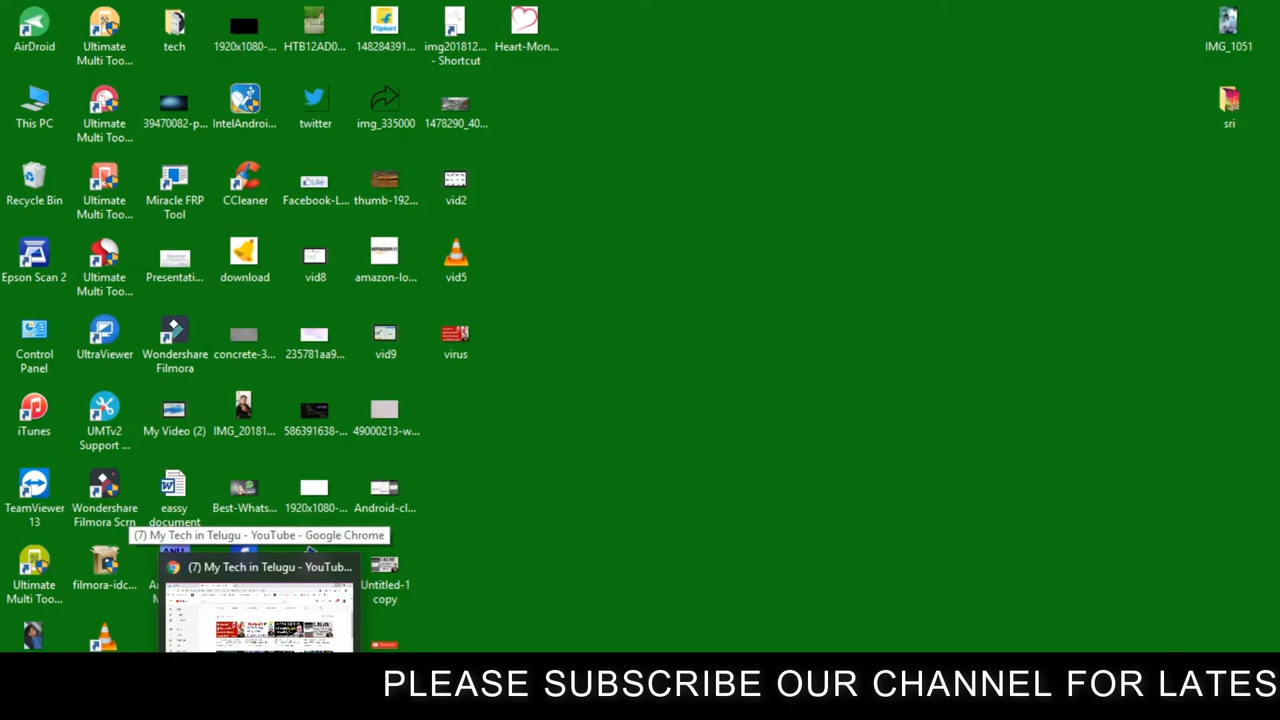 AirDroid
Ultimate
Multi Too...
tech
1920x1080-...
HTB12AD0...
148284391...
img201812...
- Shortcut
Heart-Mon...
IMG_1051
This PC
Ultimate
Multi Too...
39470082-p...
IntelAndroi...
twitter
img_335000
1478290_40...
sri
Recycle Bin
Ultimate
Multi Too...
Miracle FRP
Tool
CCleaner
Facebook-L...
thumb-192...
vid2
Epson Scan 2
Ultimate
Multi Too...
Presentati...
download
vid8
amazon-lo...
vid5
Control
Panel
UltraViewer
Wondershare
Filmora
concrete-3...
235781aa9...
vid9
virus
iTunes
UMTv2
Support ...
My Video (2)
IMG_20181...
586391638-...
49000213-w...
TeamViewer
13
Wondershare
Filmora Scrn
eassy
document
Best-Whats...
1920x1080-...
Android-cl...
(7) My Tech in Telugu - YouTube - Google Chrome
Ultimate
Multi Too...
filmora-idc...
(7) My Tech in Telugu - YouTub...
Untitled-1
copy
PLEASE SUBSCRIBE OUR CHANNEL FOR LATES